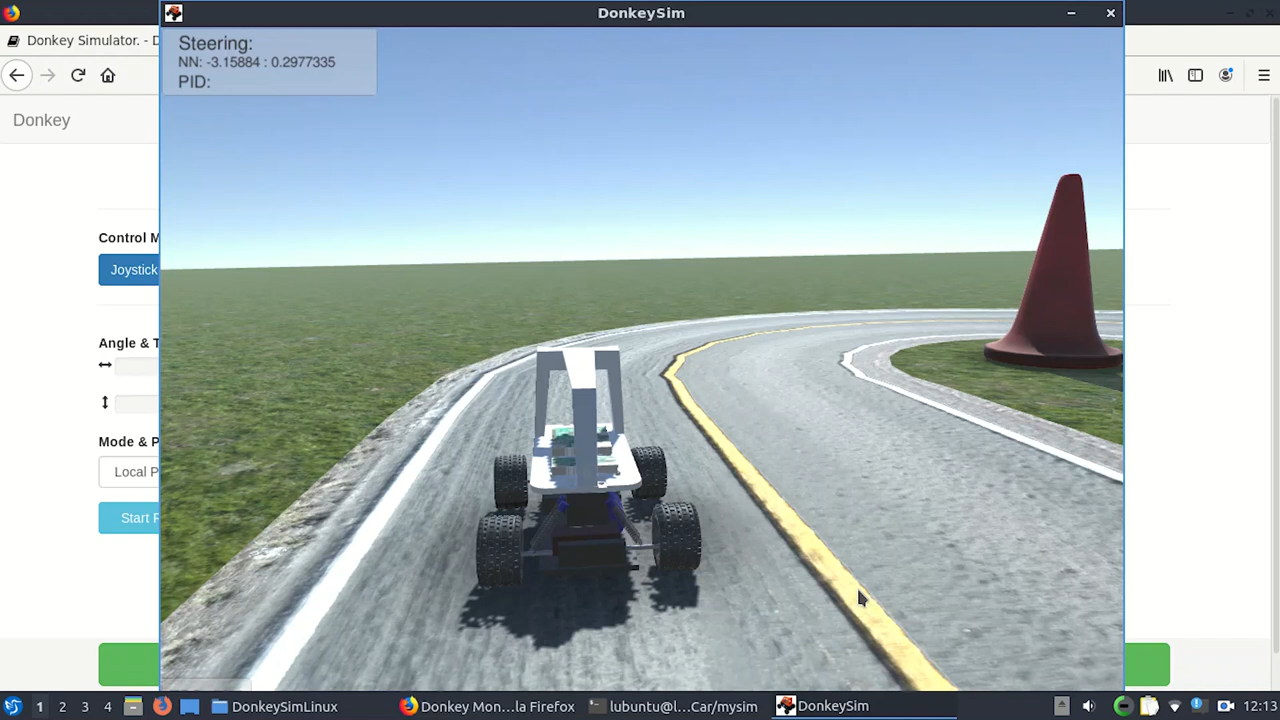 DonkeySim
Donkey Simulator. - D
Steering:
NN: -3.15884 : 0.2977335
PID:
Donkey
Control M
Joystick
Angle & T
Mode & P
Local P
Start F
1 2 3 4 DonkeySimLinux Donkey Mon...la Firefox lubuntu@l...Car/mysim DonkeySim 12:13